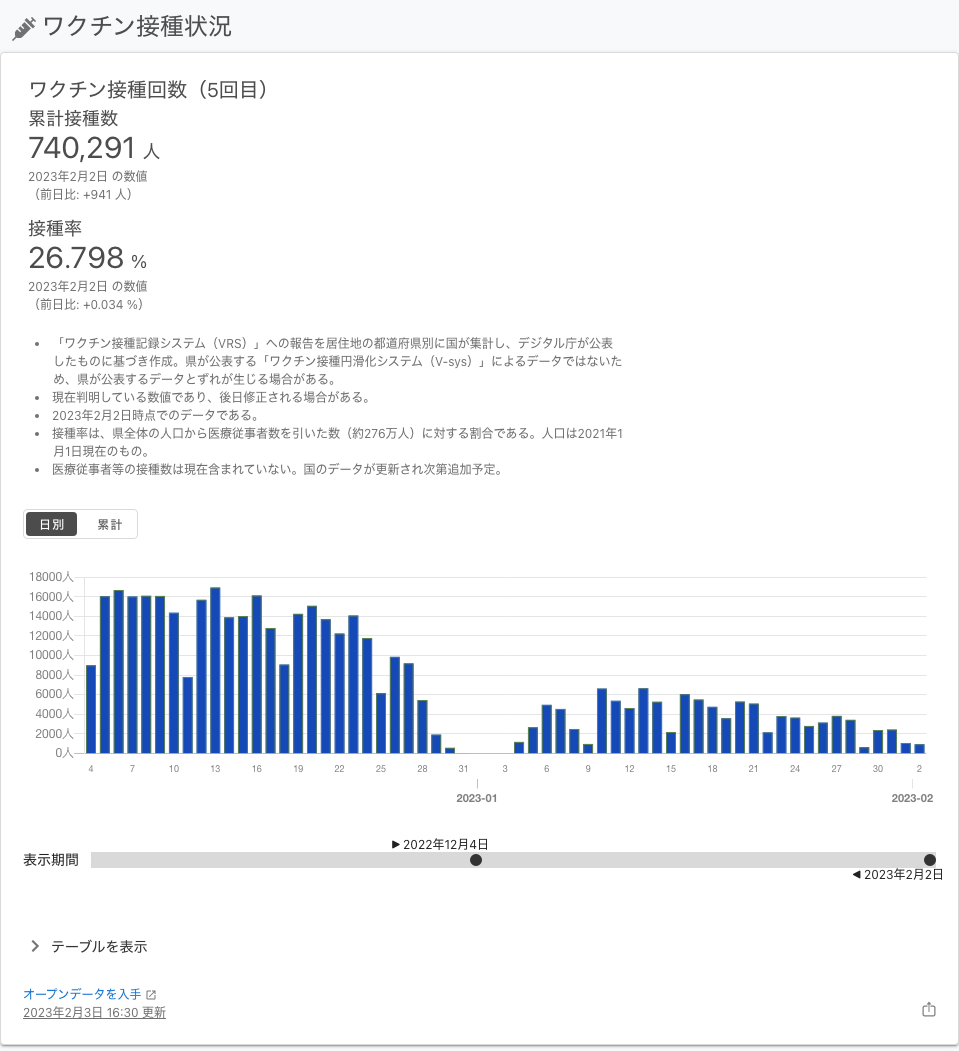 ワクチン接種状況
ワクチン接種回数（5回目）
累計接種数
740,291 人
2023年2月2日 の数値
（前日比: +941 人）
接種率
26.798 %
2023年2月2日 の数値
（前日比: +0.034 %）
• 「ワクチン接種記録システム（VRS）」への報告を居住地の都道府県別に国が集計し、デジタル庁が公表
したものに基づき作成。県が公表する「ワクチン接種円滑化システム（V-sys）」によるデータではないた
め、県が公表するデータとずれが生じる場合がある。
• 現在判明している数値であり、後日修正される場合がある。
• 2023年2月2日時点でのデータである。
• 接種率は、県全体の人口から医療従事者数を引いた数（約276万人）に対する割合である。人口は2021年1
月1日現在のもの。
• 医療従事者等の接種数は現在含まれていない。国のデータが更新され次第追加予定。
日別 累計
18000人
16000人
14000人
12000人
10000人
8000人
6000人
4000人
2000人
0人
4 7 10 13 16 19 22 25 28 31 3 6 9 12 15 18 21 24 27 30 2
2023-01 2023-02
▶ 2022年12月4日
表示期間
◀ 2023年2月2日
テーブルを表示
オープンデータを入手
2023年2月3日 16:30 更新